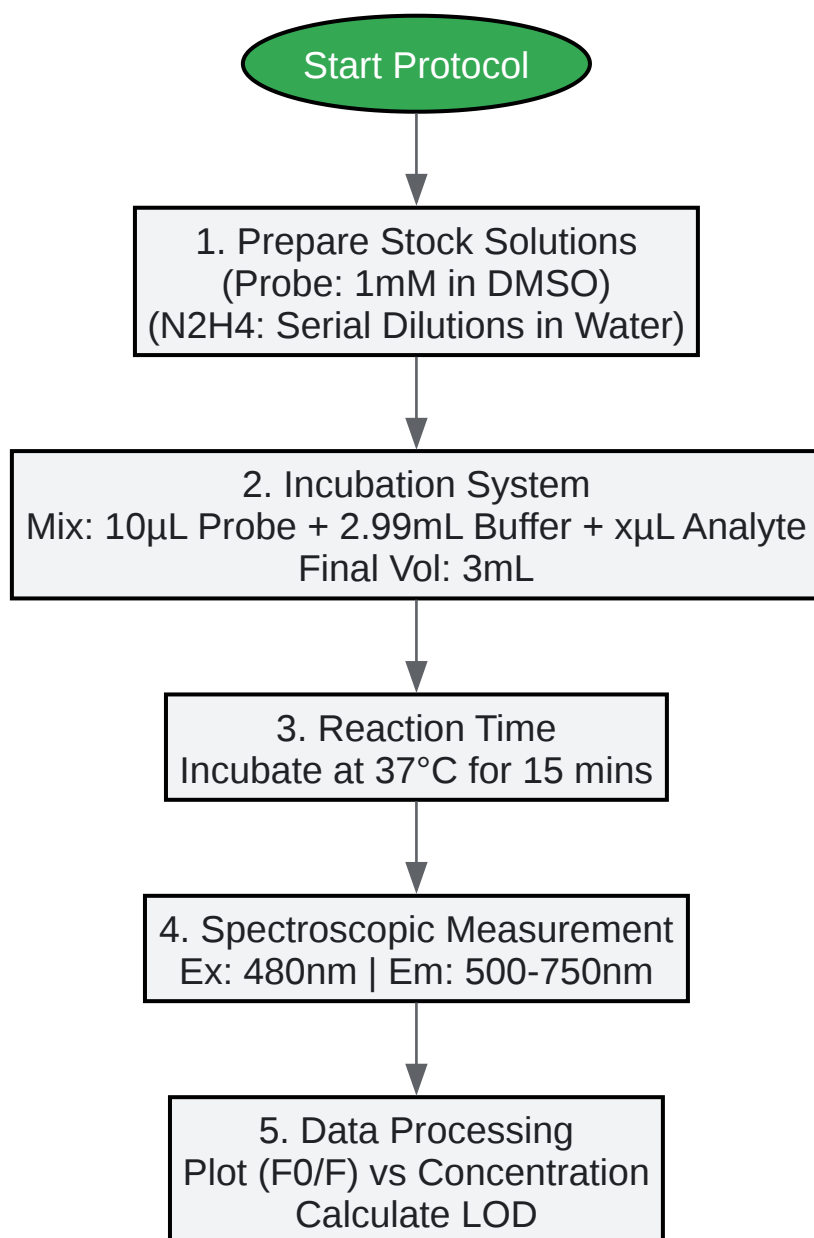 Start Protocol
1. Prepare Stock Solutions
(Probe: 1mM in DMSO)
(N2H4: Serial Dilutions in Water)
2. Incubation System
Mix: 10µL Probe + 2.99mL Buffer + xµL Analyte
Final Vol: 3mL
3. Reaction Time
Incubate at 37°C for 15 mins
4. Spectroscopic Measurement
Ex: 480nm | Em: 500-750nm
5. Data Processing
Plot (F0/F) vs Concentration
Calculate LOD